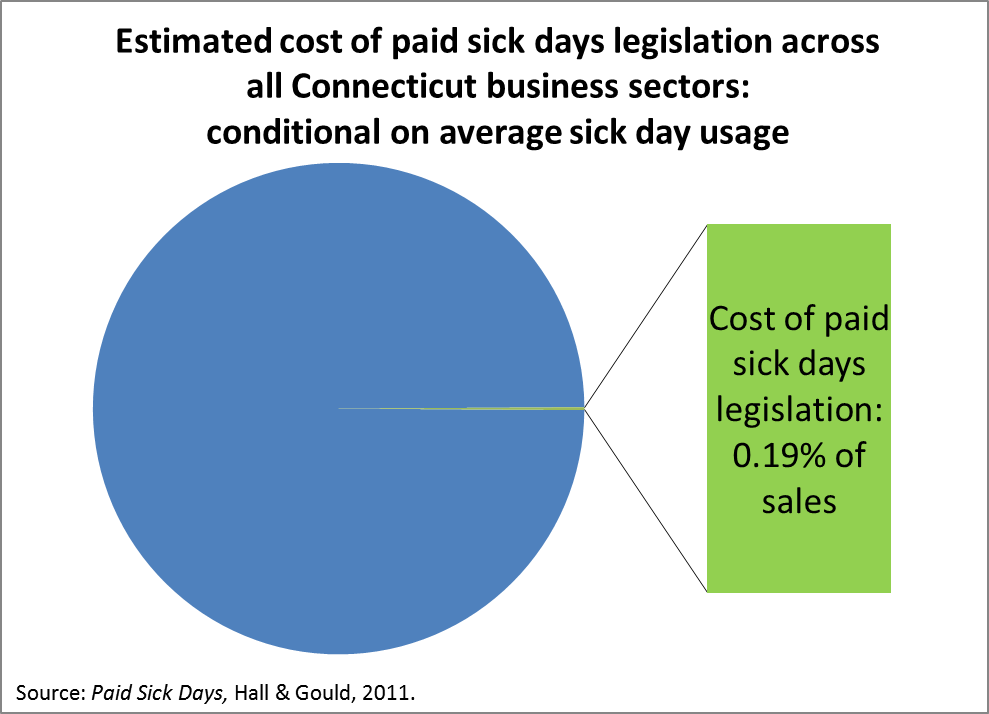 Estimated cost of paid sick days legislation across
all Connecticut business sectors:
conditional on average sick day usage
Cost of paid
sick days
legislation:
0.19% of
sales
Source: Paid Sick Days, Hall & Gould, 2011.